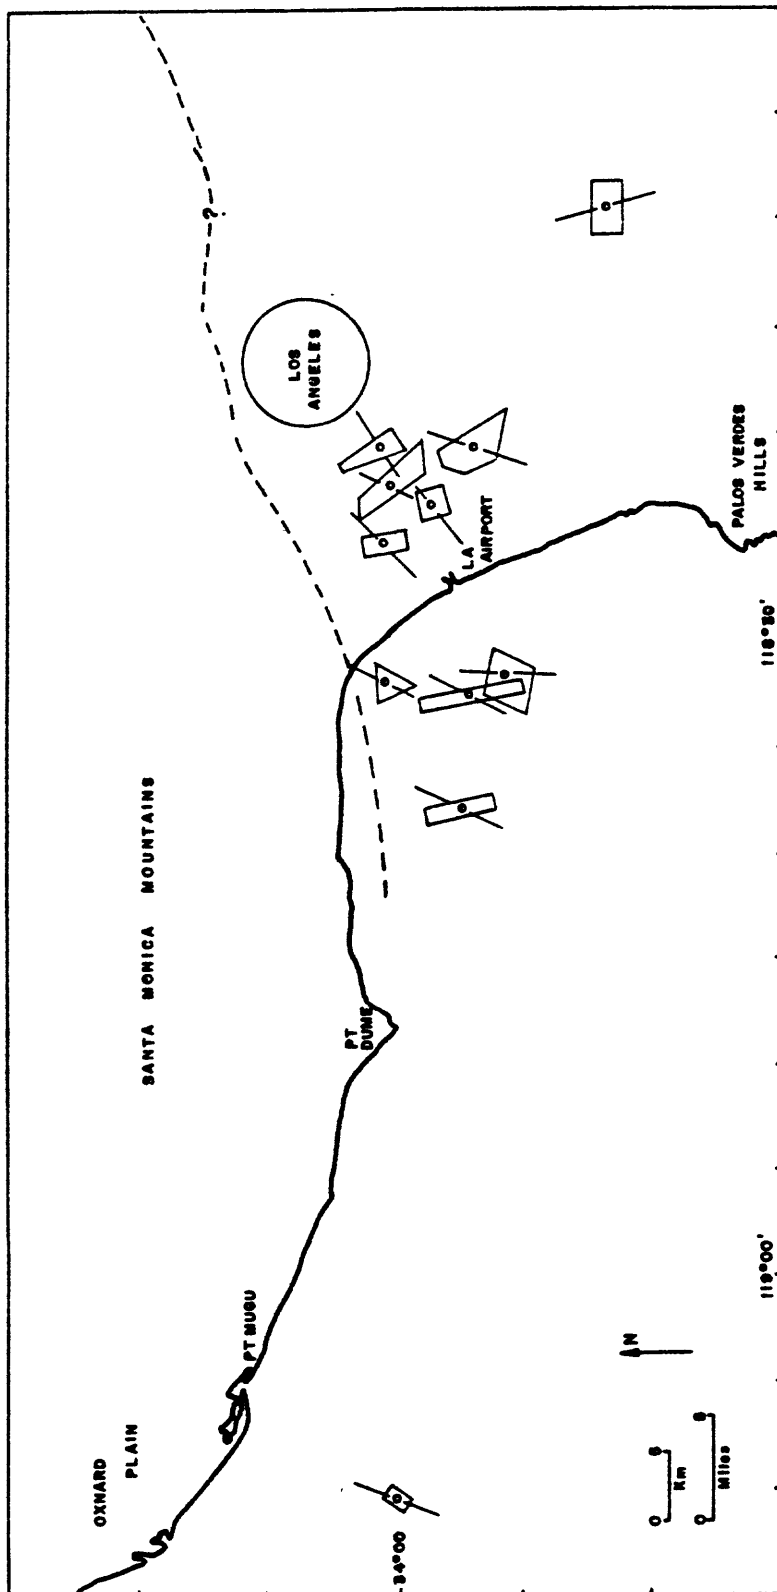 OXNARD
PLAIN
PT MUGU
SANTA MONICA MOUNTAINS
PT
DUME
LOS
ANGELES
?
LA
AIRPORT
PALOS VERDES
HILLS
34°00
N
0 5
Km
0 5
Miles
119°00'
118°30'